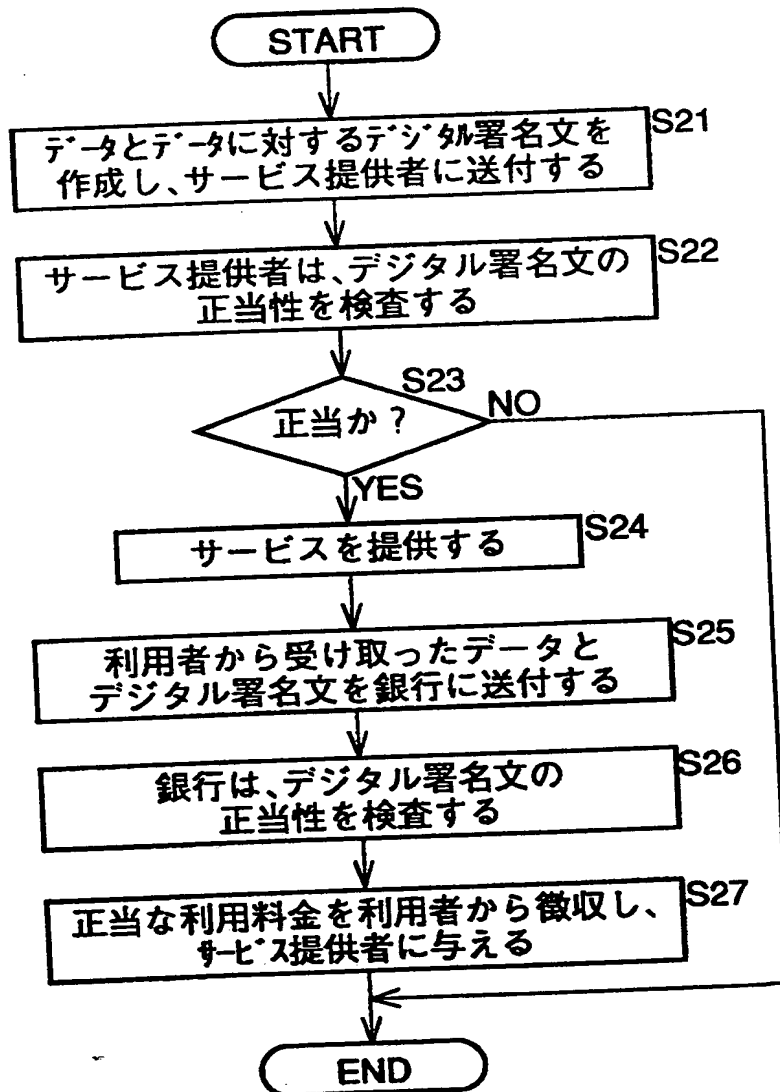 START
S21
データとデータに対するデジタル署名文を
作成し、サービス提供者に送付する
S22
サービス提供者は、デジタル署名文の
正当性を検査する
S23
正当か?
NO
YES
サービスを提供する
S24
利用者から受け取ったデータと
デジタル署名文を銀行に送付する
S25
銀行は、デジタル署名文の
正当性を検査する
S26
正当な利用料金を利用者から徴収し、
サービス提供者に与える
S27
END